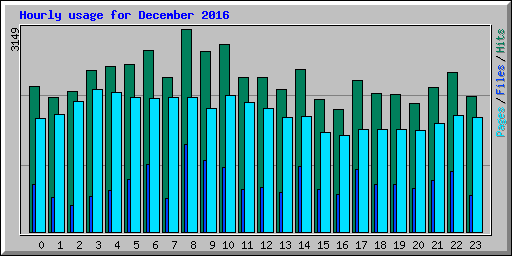 Hourly usage for December 2016
3149
Pages/Files/Hits
0 1 2 3 4 5 6 7 8 9 10 11 12 13 14 15 16 17 18 19 20 21 22 23